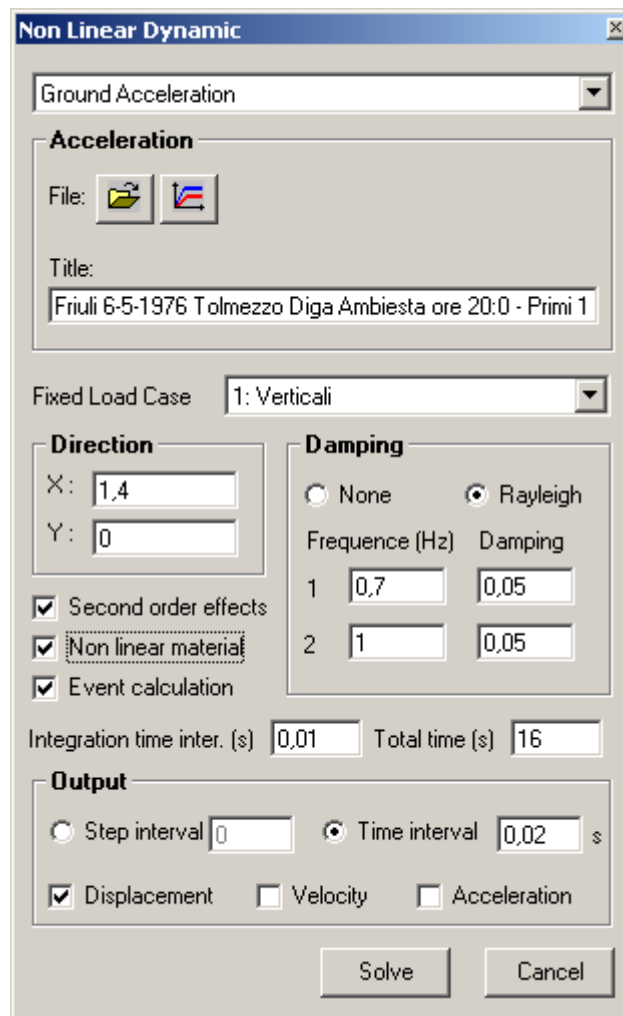 Non Linear Dynamic
Ground Acceleration
Acceleration
File:
Title:
Friuli 6-5-1976 Tolmezzo Diga Ambiesta ore 20:0 - Primi 1
Fixed Load Case 1: Verticali
Direction
X: 1,4
Y: 0
Damping
None Rayleigh
Frequence (Hz) Damping
1 0,7 0,05
2 1 0,05
Second order effects
Non linear material
Event calculation
Integration time inter. (s) 0,01 Total time (s) 16
Output
Step interval 0 Time interval 0,02 s
Displacement Velocity Acceleration
Solve Cancel